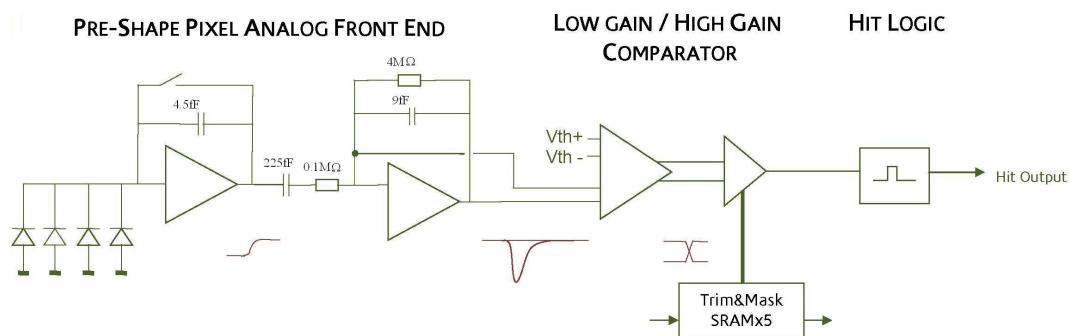 PRE-SHAPE PIXEL ANALOG FRONT END
LOW GAIN / HIGH GAIN
COMPARATOR
HIT LOGIC
4.5fF
4MΩ
9fF
225fF
0.1MΩ
Vth+
Vth -
Hit Output
Trim&Mask
SRAMx5